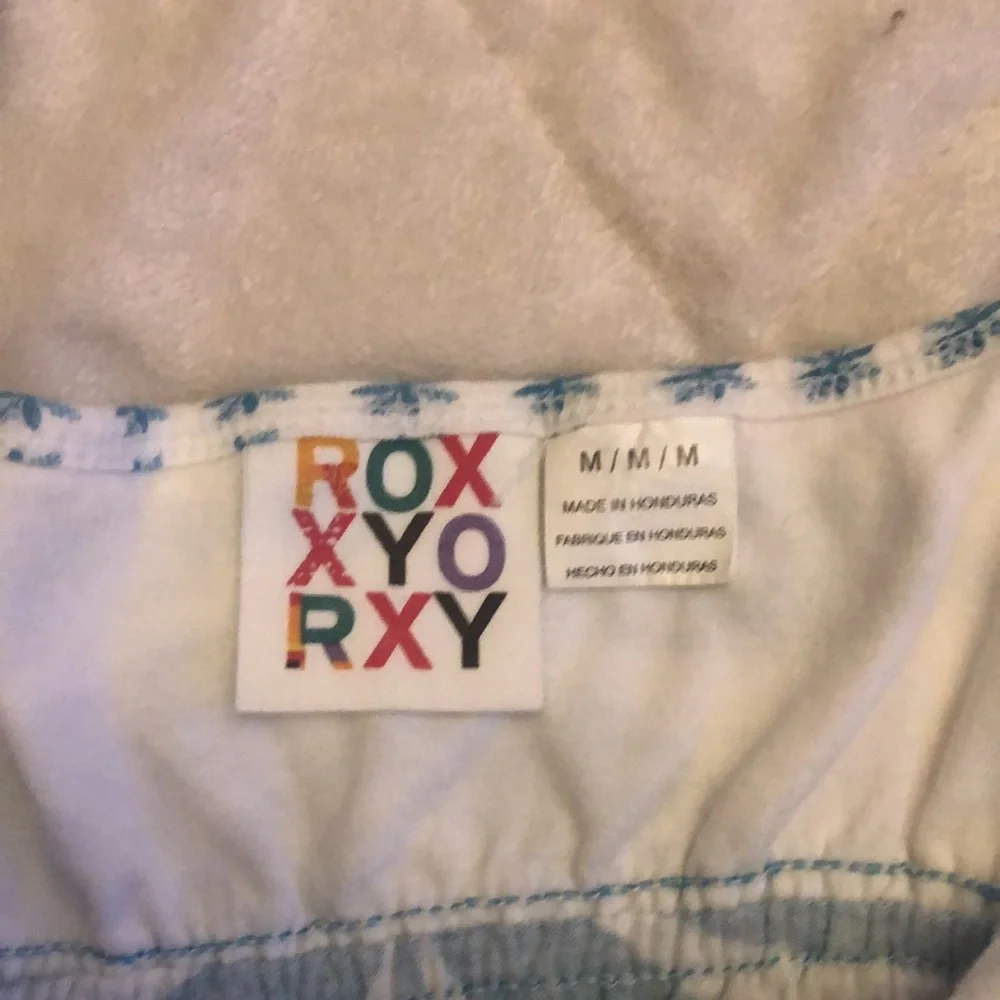 ROX
XYO
RXY
M / M / M
MADE IN HONDURAS
FABRIQUE EN HONDURAS
HECHO EN HONDURAS